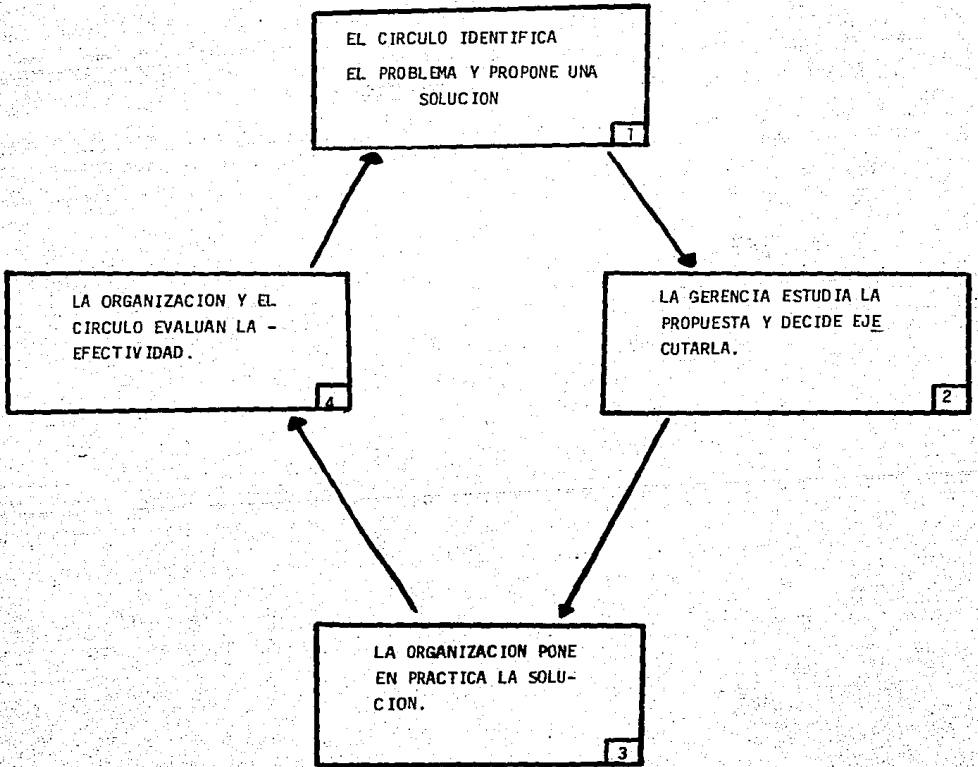 EL CIRCULO IDENTIFICA
EL PROBLEMA Y PROPONE UNA
SOLUCION
1
LA GERENCIA ESTUDIA LA
PROPUESTA Y DECIDE EJE
CUTARLA.
2
LA ORGANIZACION PONE
EN PRACTICA LA SOLU-
CION.
3
LA ORGANIZACION Y EL
CIRCULO EVALUAN LA -
EFECTIVIDAD.
4